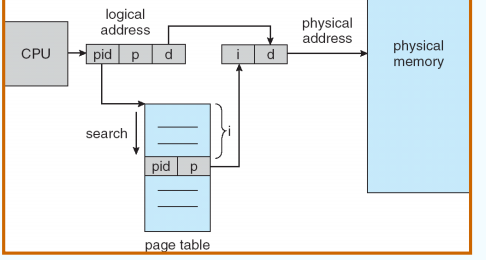 logical
address
physical
address
CPU
pid p d
i d
physical
memory
search
i
pid p
page table